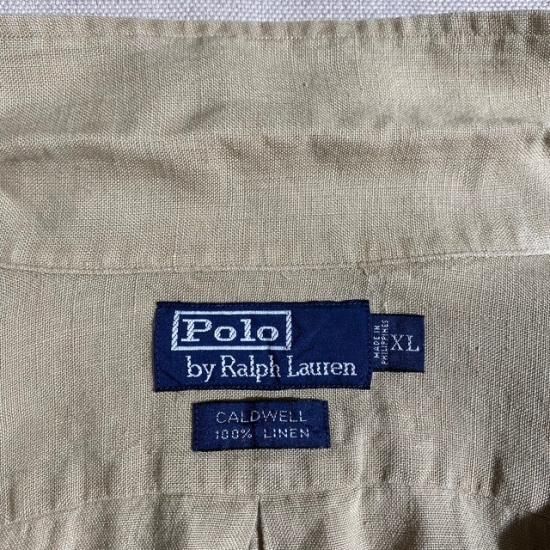 Polo
by Ralph Lauren
MADE IN
PHILIPPINES
XL
CALDWELL
100% LINEN